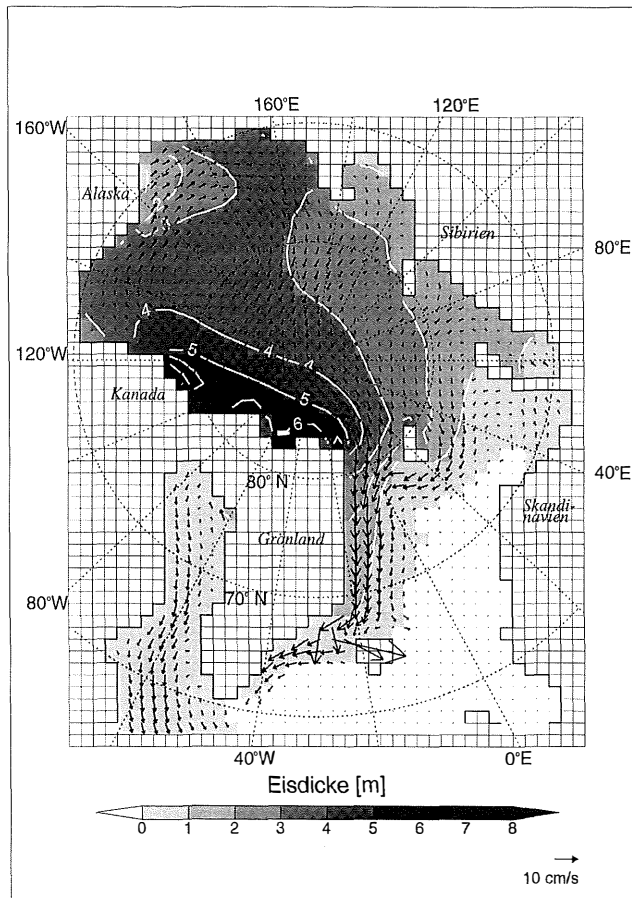 160°E
120°E
160°W
Alaska
Sibirien
80°E
4
120°W
5
4
4
Kanada
5
6
80° N
40°E
Skandi-
navien
Grönland
80°W
70° N
40°W
0°E
Eisdicke [m]
0 1 2 3 4 5 6 7 8
10 cm/s